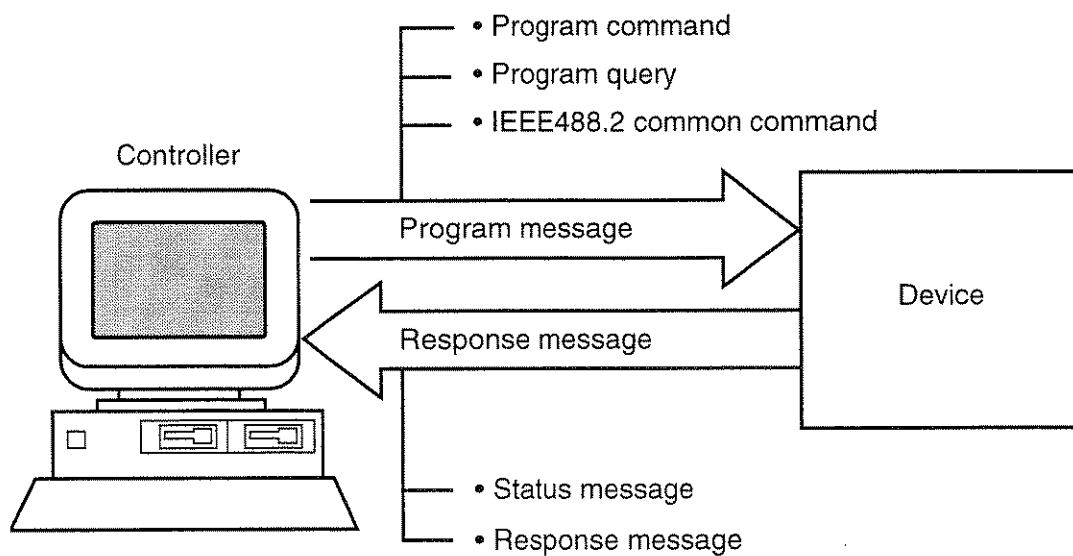 • Program command
• Program query
• IEEE488.2 common command
Controller
Program message
Device
Response message
• Status message
• Response message